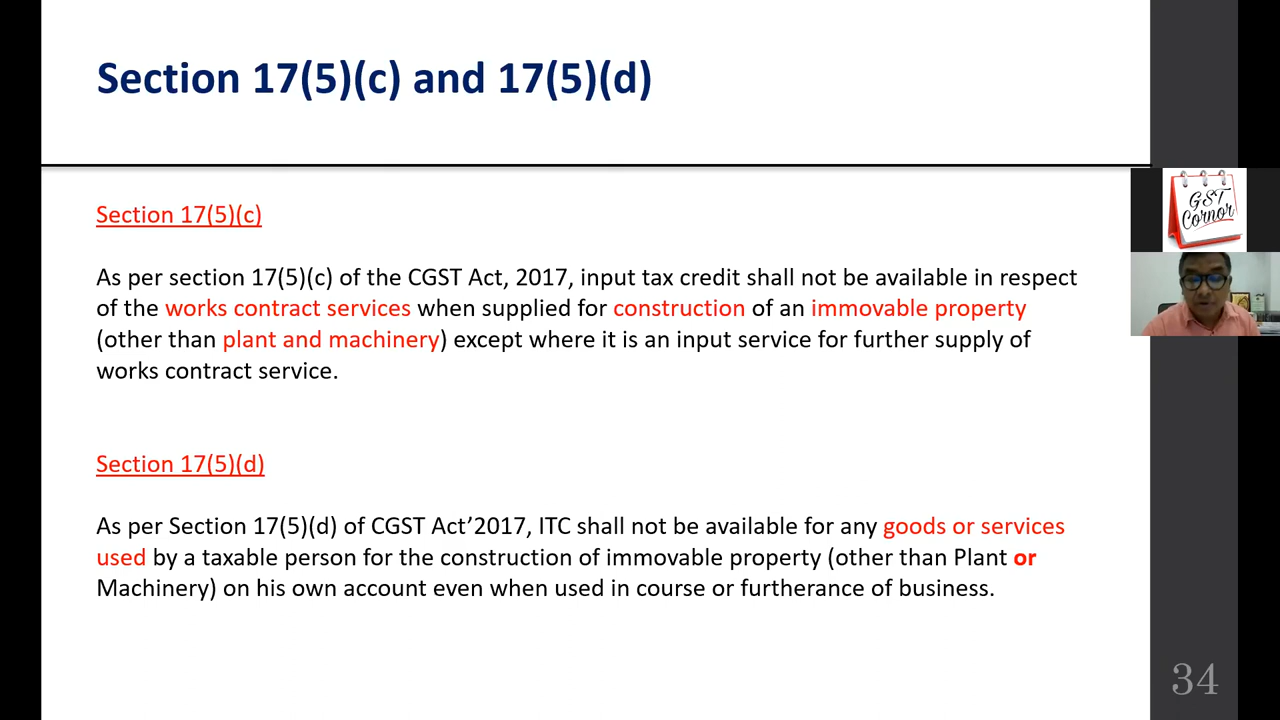 Section 17(5)(c) and 17(5)(d)
Section 17(5)(c)
As per section 17(5)(c) of the CGST Act, 2017, input tax credit shall not be available in respect
of the works contract services when supplied for construction of an immovable property
(other than plant and machinery) except where it is an input service for further supply of
works contract service.
GST
Cornor
Section 17(5)(d)
As per Section 17(5)(d) of CGST Act’2017, ITC shall not be available for any goods or services
used by a taxable person for the construction of immovable property (other than Plant or
Machinery) on his own account even when used in course or furtherance of business.
34